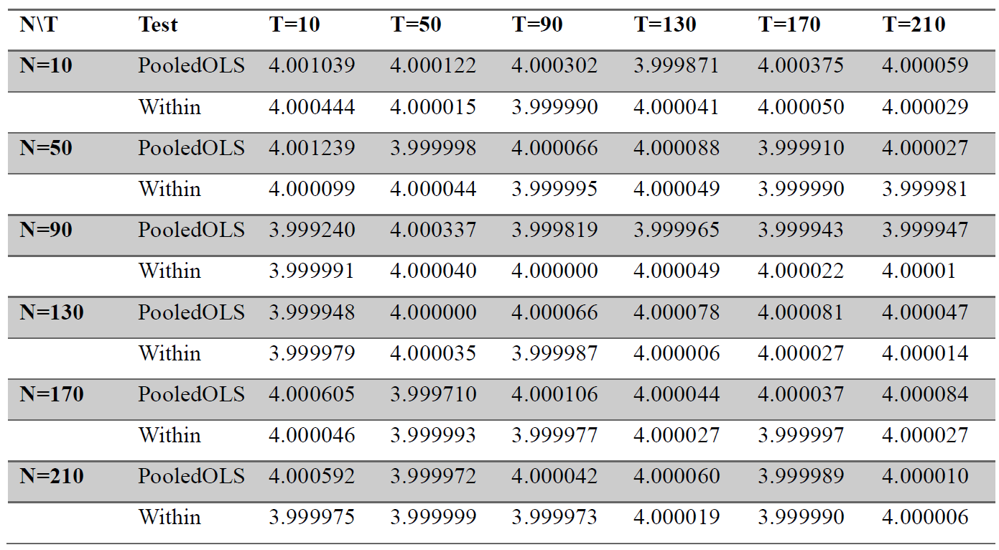 N\T Test T=10 T=50 T=90 T=130 T=170 T=210
N=10 PooledOLS 4.001039 4.000122 4.000302 3.999871 4.000375 4.000059
Within 4.000444 4.000015 3.999990 4.000041 4.000050 4.000029
N=50 PooledOLS 4.001239 3.999998 4.000066 4.000088 3.999910 4.000027
Within 4.000099 4.000044 3.999995 4.000049 3.999990 3.999981
N=90 PooledOLS 3.999240 4.000337 3.999819 3.999965 3.999943 3.999947
Within 3.999991 4.000040 4.000000 4.000049 4.000022 4.00001
N=130 PooledOLS 3.999948 4.000000 4.000066 4.000078 4.000081 4.000047
Within 3.999979 4.000035 3.999987 4.000006 4.000027 4.000014
N=170 PooledOLS 4.000605 3.999710 4.000106 4.000044 4.000037 4.000084
Within 4.000046 3.999993 3.999977 4.000027 3.999997 4.000027
N=210 PooledOLS 4.000592 3.999972 4.000042 4.000060 3.999989 4.000010
Within 3.999975 3.999999 3.999973 4.000019 3.999990 4.000006